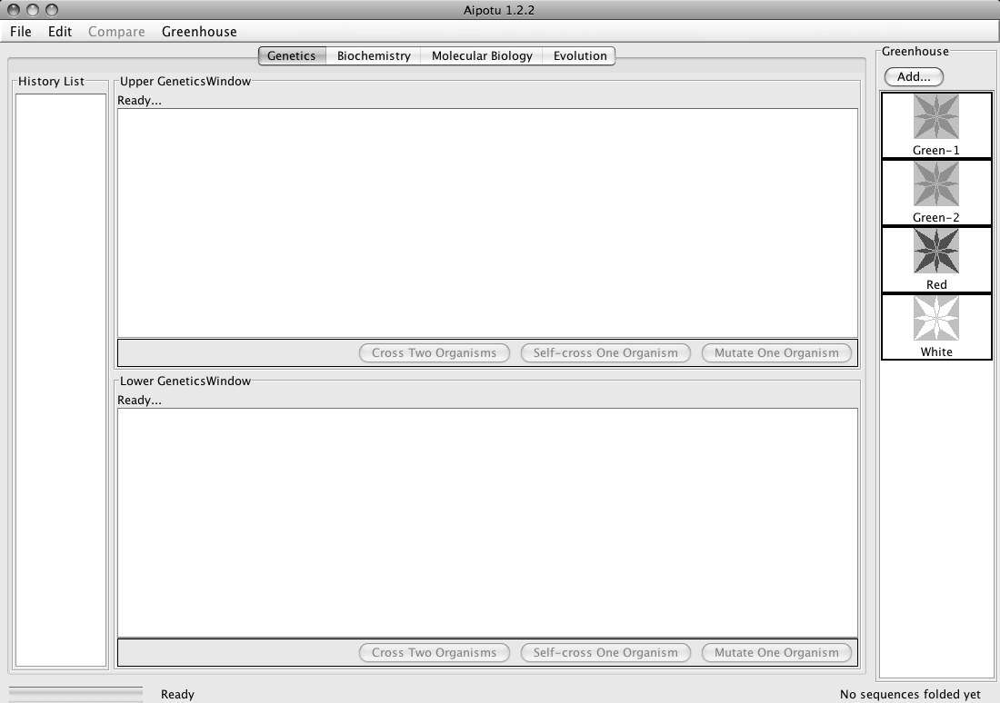 Aipotu 1.2.2
File Edit Compare Greenhouse
Genetics Biochemistry Molecular Biology Evolution
History List
Upper GeneticsWindow
Ready...
Cross Two Organisms Self-cross One Organism Mutate One Organism
Lower GeneticsWindow
Ready...
Cross Two Organisms Self-cross One Organism Mutate One Organism
Greenhouse
Add...
Green-1
Green-2
Red
White
Ready
No sequences folded yet